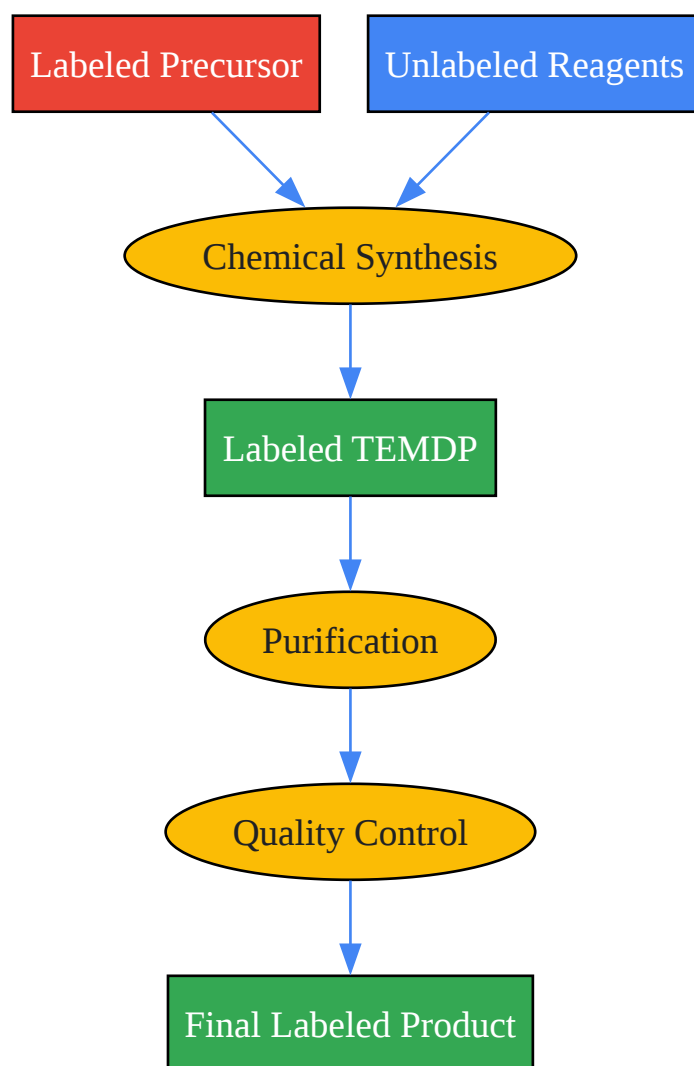 Labeled Precursor
Unlabeled Reagents
Chemical Synthesis
Labeled TEMDP
Purification
Quality Control
Final Labeled Product